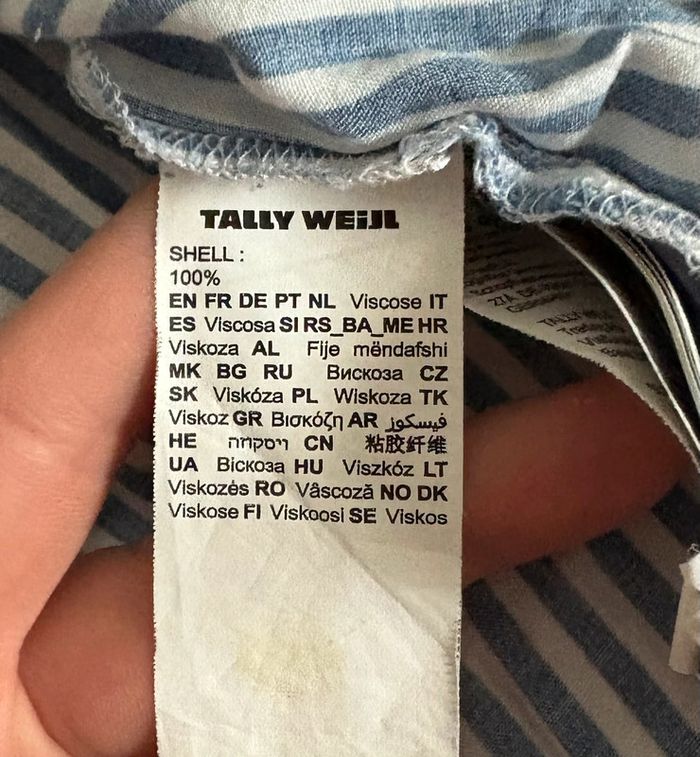 TALLY WEiJL
SHELL :
100%
EN FR DE PT NL Viscose IT
ES Viscosa SI RS_BA_ME HR
Viskoza AL Fije mëndafshi
MK BG RU Вискоза CZ
SK Viskóza PL Wiskoza TK
Viskoz GR Βισκόζη AR فيسكوز
HE CN 粘胶纤维
UA Віскоза HU Viszkóz LT
Viskozės RO Vâscoză NO DK
Viskose FI Viskoosi SE Viskos
27A
TALLY